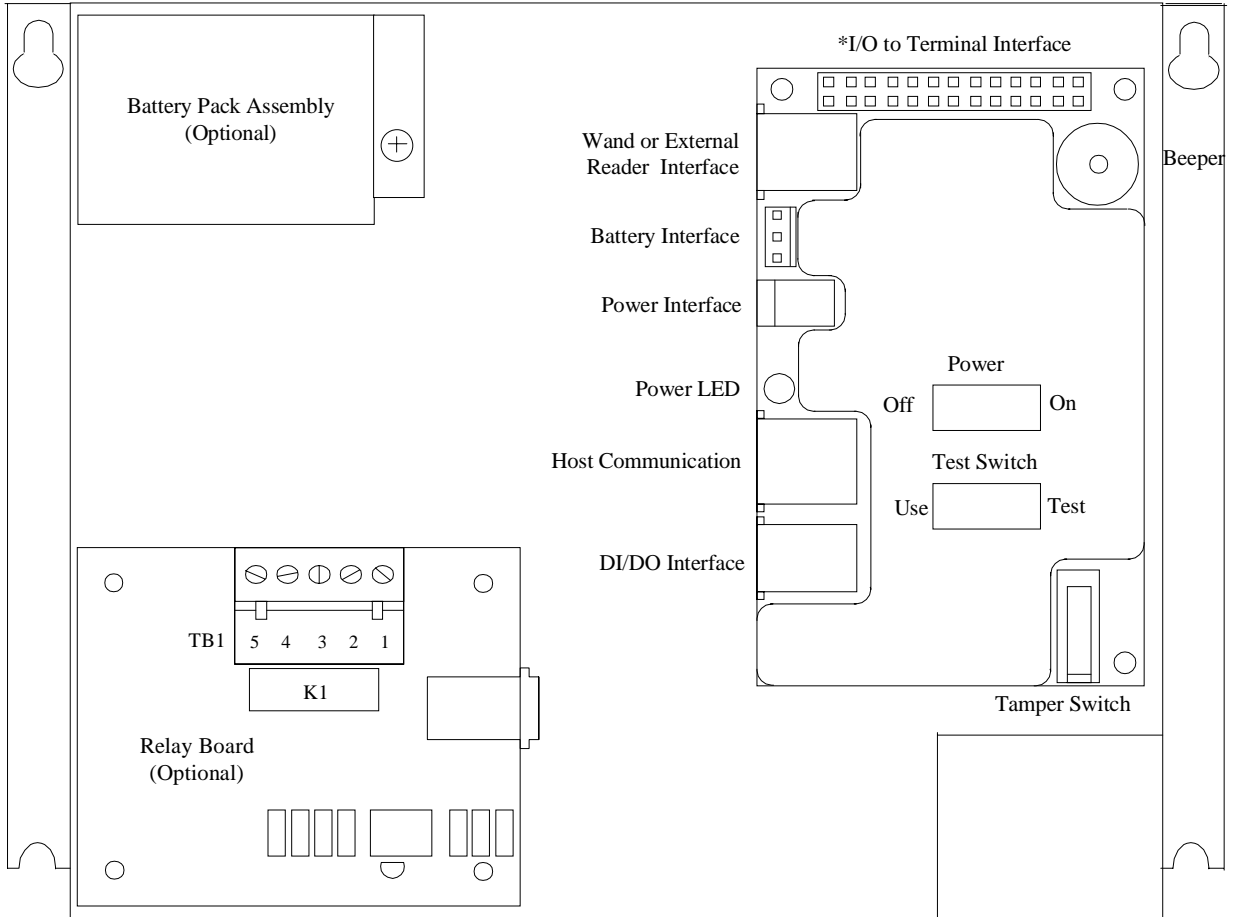 *I/O to Terminal Interface
Battery Pack Assembly
(Optional)
Wand or External
Reader Interface
Beeper
Battery Interface
Power Interface
Power
Power LED
Off
On
Host Communication
Test Switch
Use
Test
DI/DO Interface
TB1
5 4 3 2 1
K1
Tamper Switch
Relay Board
(Optional)